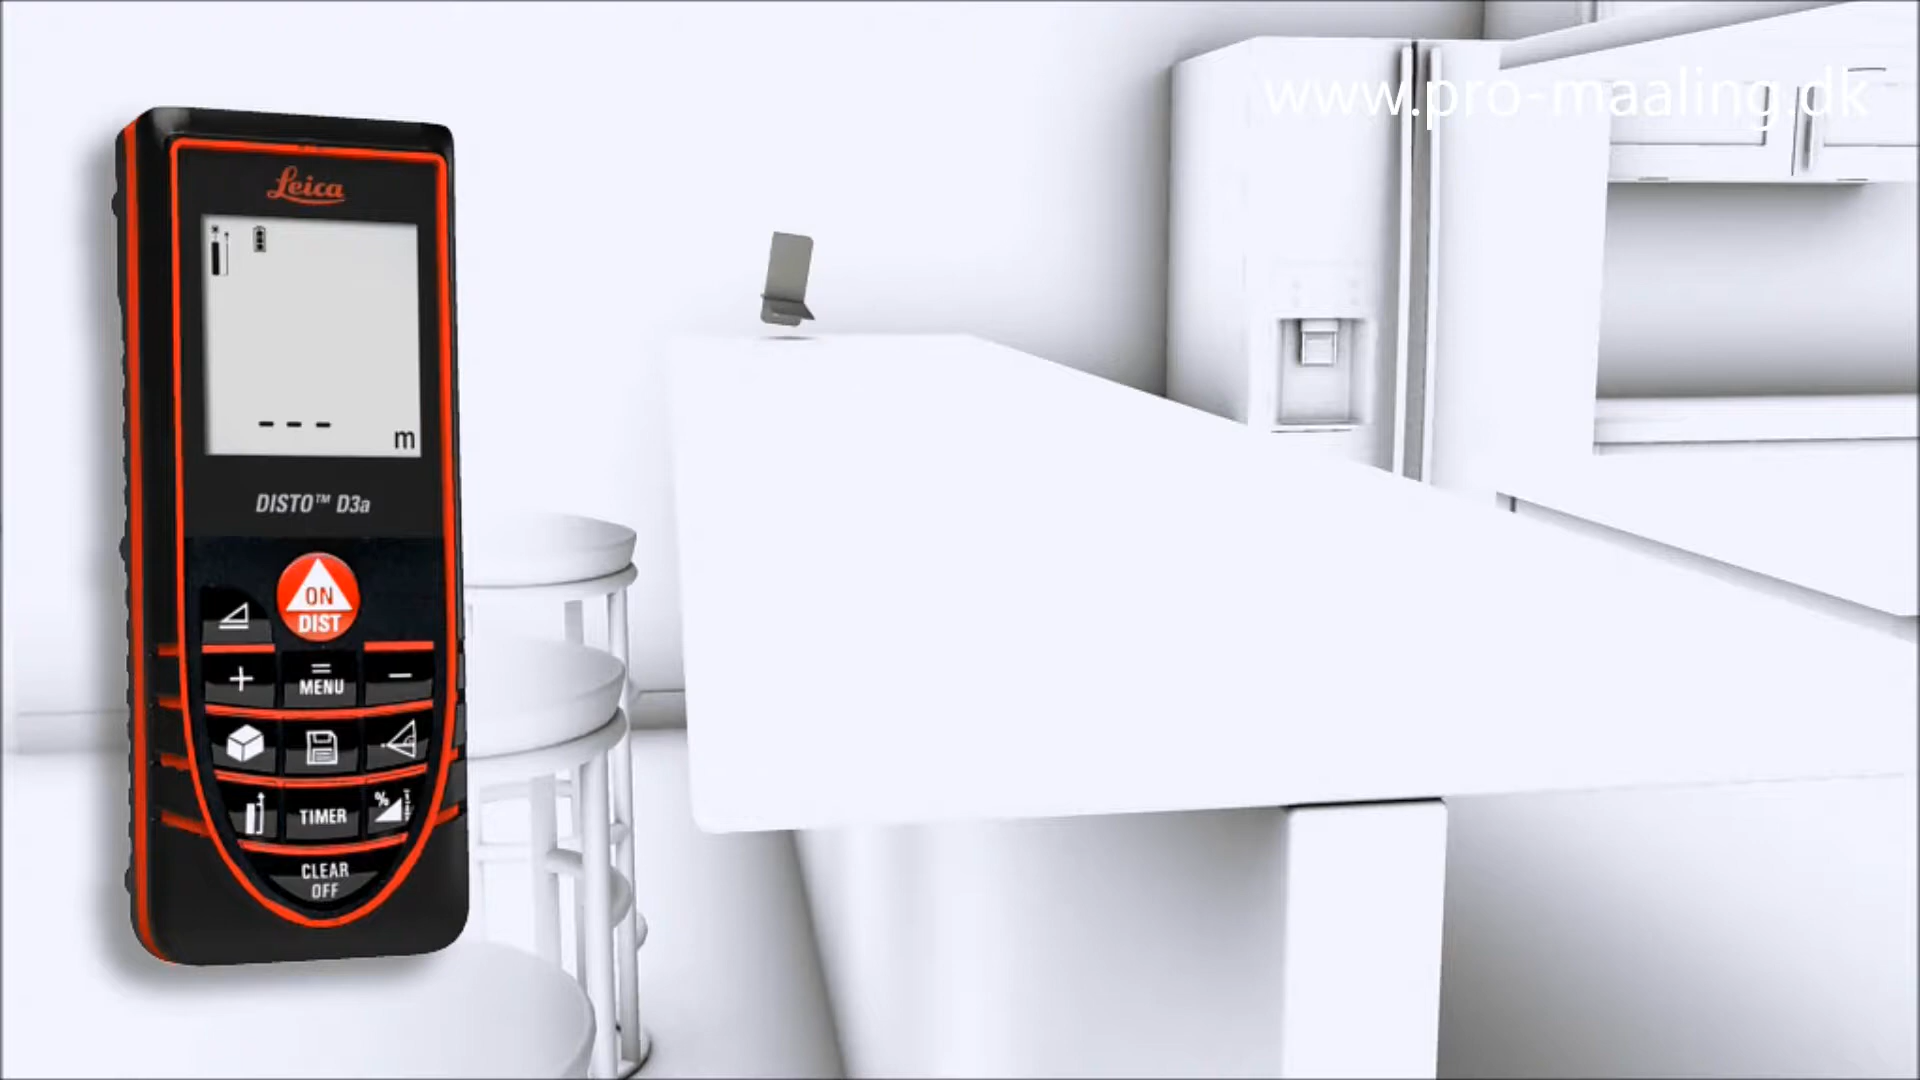 www.pro-maaling.dk
Leica
- - -
m
DISTO™ D3a
ON
DIST
+
=
−
MENU
TIMER
%
CLEAR
OFF